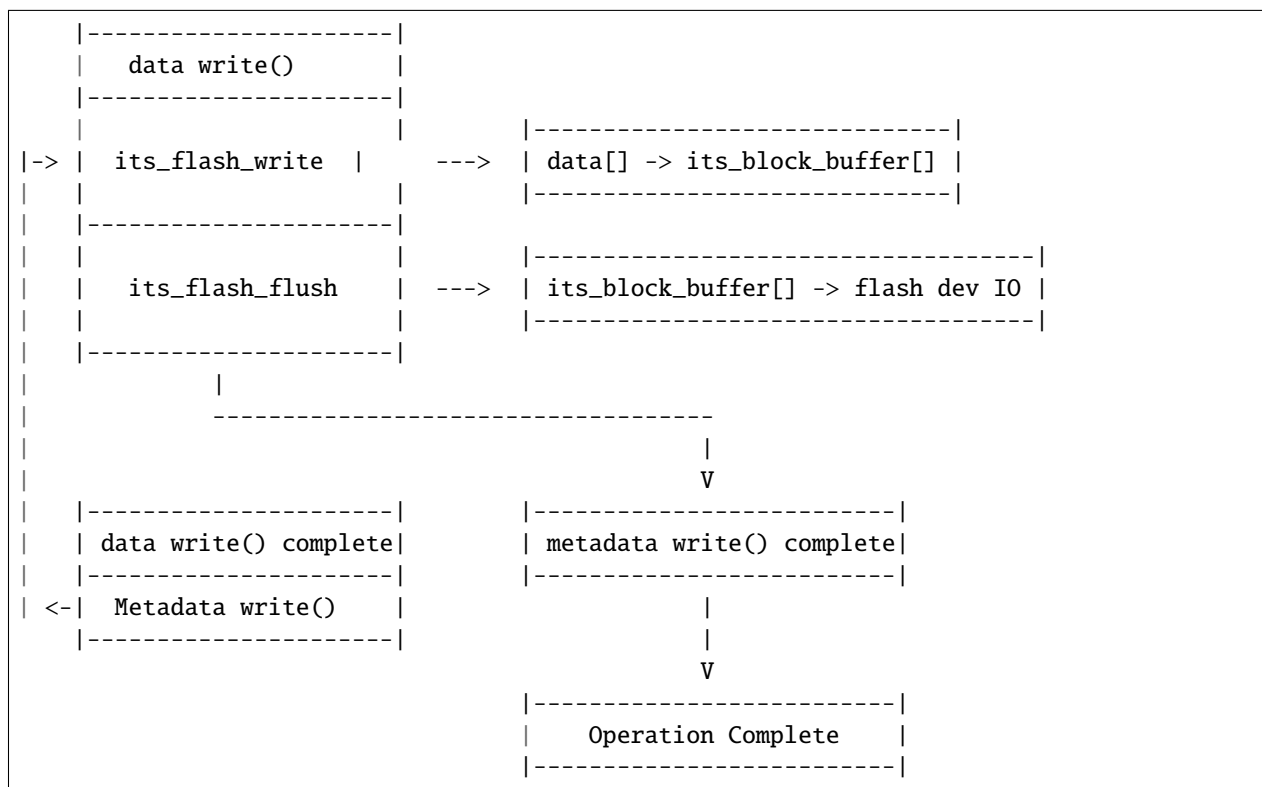 |----------------------|
|   data write()       |
|----------------------|
|                      |        |------------------------------|
|-> |  its_flash_write  |     --->  | data[] -> its_block_buffer[] |
|   |                      |        |------------------------------|
|   |----------------------|
|   |                      |        |------------------------------------|
|   |   its_flash_flush    |  --->  | its_block_buffer[] -> flash dev IO |
|   |                      |        |------------------------------------|
|   |----------------------|
|             |
|             ------------------------------------
|                                                |
|                                                V
|   |----------------------|        |--------------------------|
|   | data write() complete|        | metadata write() complete|
|   |----------------------|        |--------------------------|
| <-|  Metadata write()    |                     |
|----------------------|                     |
V
|--------------------------|
|    Operation Complete    |
|--------------------------|